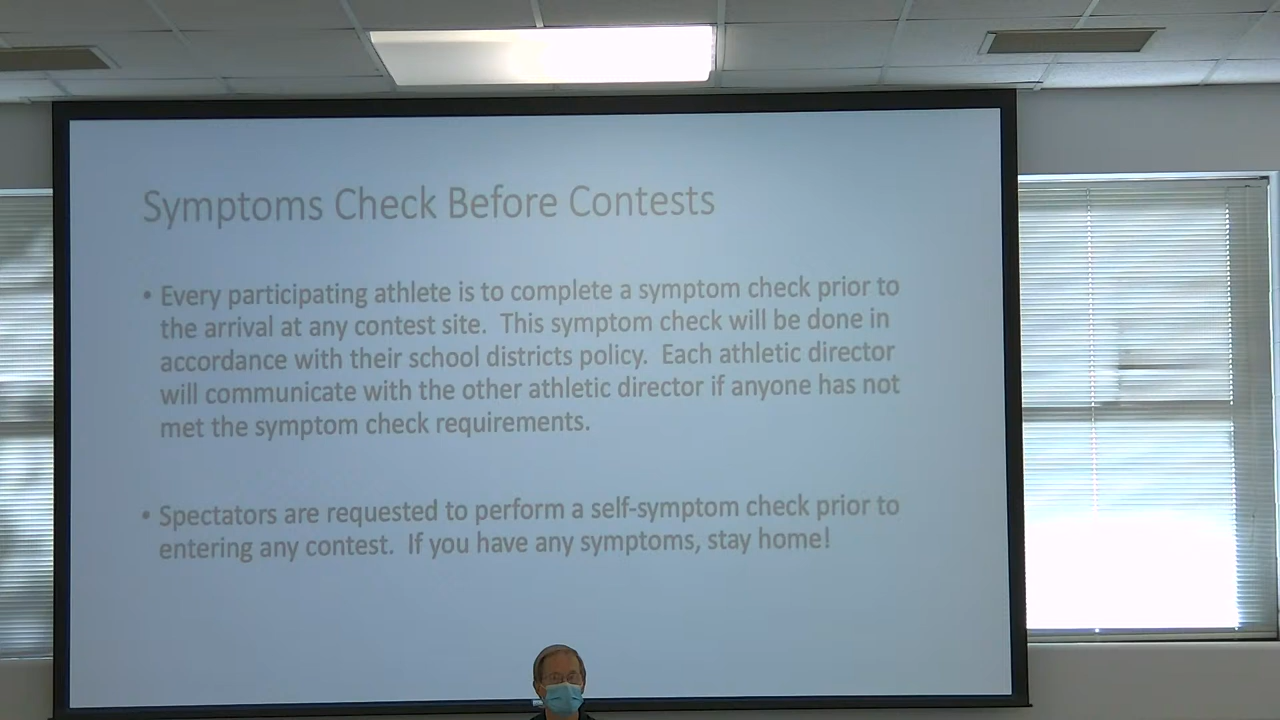 Symptoms Check Before Contests
• Every participating athlete is to complete a symptom check prior to
the arrival at any contest site.  This symptom check will be done in
accordance with their school districts policy.  Each athletic director
will communicate with the other athletic director if anyone has not
met the symptom check requirements.
• Spectators are requested to perform a self-symptom check prior to
entering any contest.  If you have any symptoms, stay home!